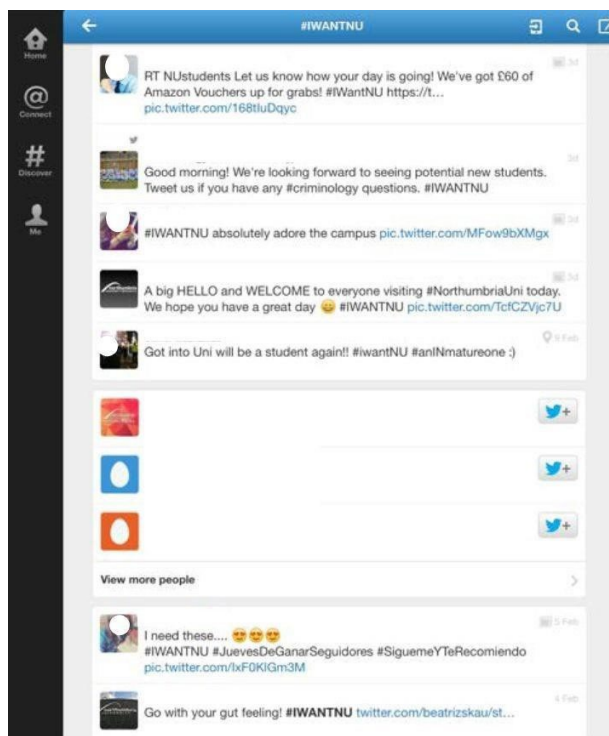 #IWANTNU
Home
Connect
Discover
Me
3d
RT NUstudents Let us know how your day is going! We've got £60 of
Amazon Vouchers up for grabs! #IWantNU https://t...
pic.twitter.com/168tIuDqyc
3d
Good morning! We're looking forward to seeing potential new students.
Tweet us if you have any #criminology questions. #IWANTNU
3d
#IWANTNU absolutely adore the campus pic.twitter.com/MFow9bXMgx
3d
A big HELLO and WELCOME to everyone visiting #NorthumbriaUni today.
We hope you have a great day 😄 #IWANTNU pic.twitter.com/TcfCZVjc7U
9 Feb
Got into Uni will be a student again!! #iwantNU #anINmatureone :)
View more people
5 Feb
I need these.... 😍😍😍
#IWANTNU #JuevesDeGanarSeguidores #SiguemeYTeRecomiendo
pic.twitter.com/IxF0KIGm3M
4 Feb
Go with your gut feeling! #IWANTNU twitter.com/beatrizskau/st...